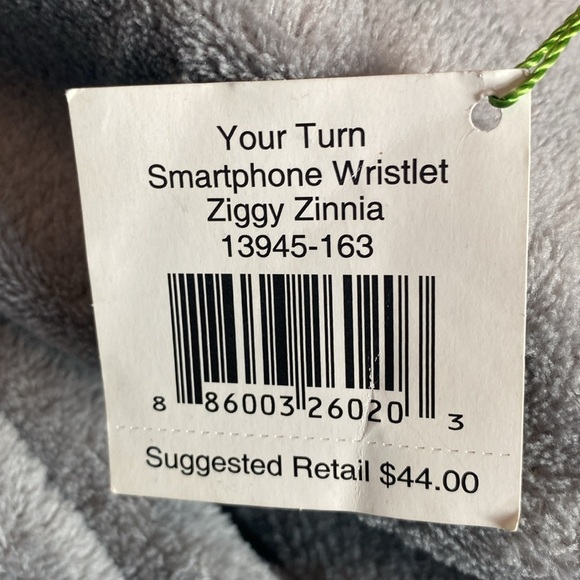 Your Turn
Smartphone Wristlet
Ziggy Zinnia
13945-163
8 86003 26020 3
Suggested Retail $44.00